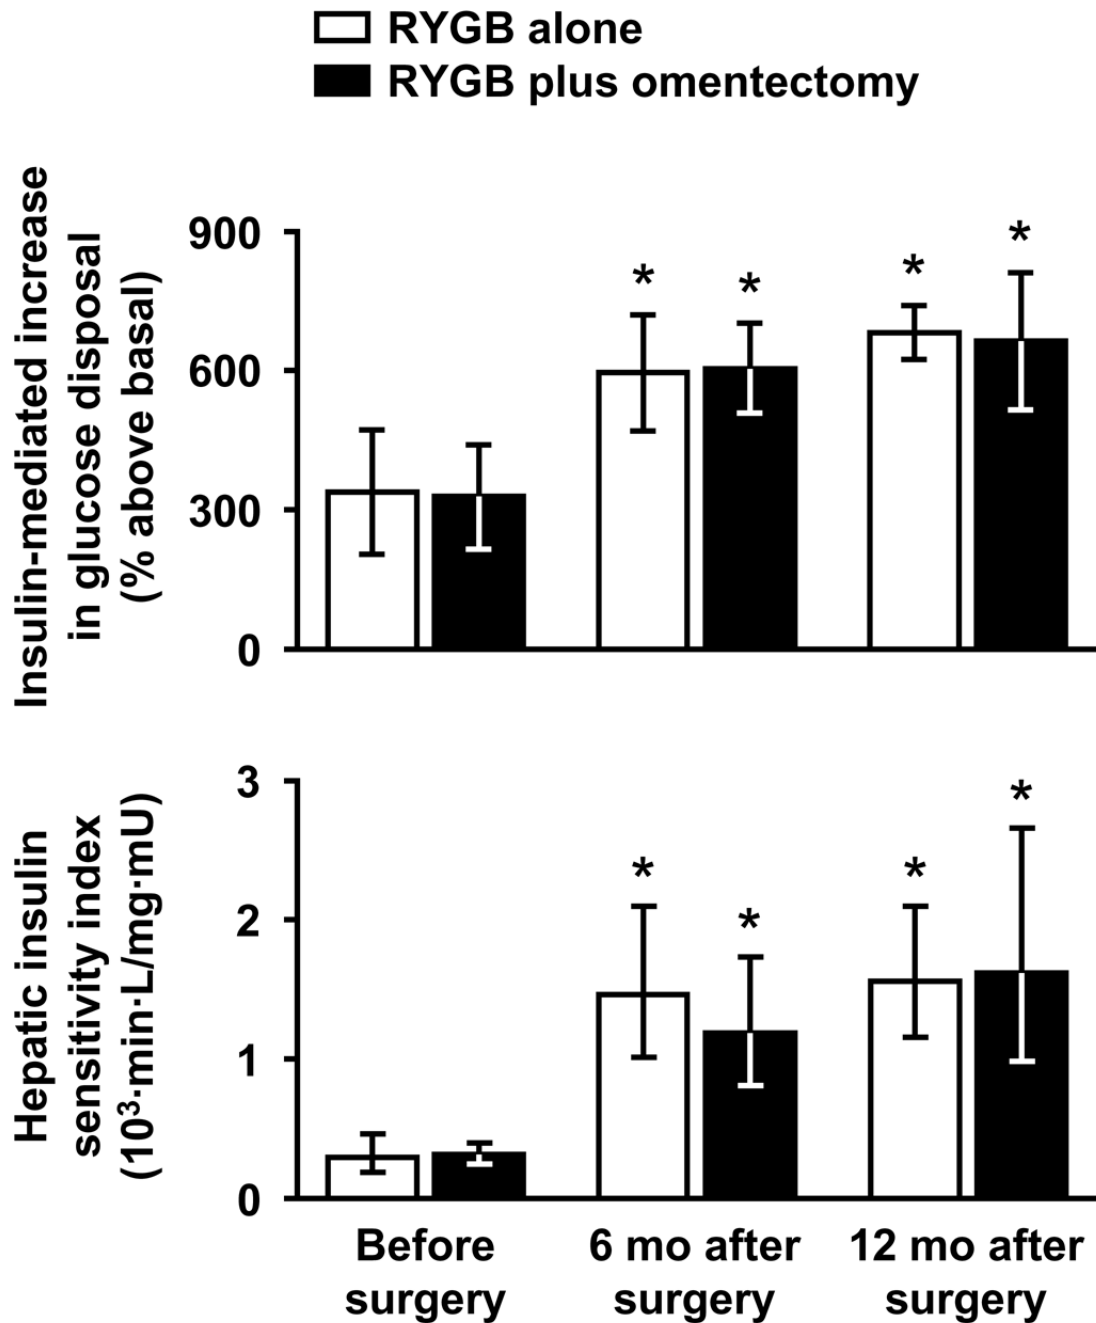 RYGB alone
RYGB plus omentectomy
Insulin-mediated increase
in glucose disposal
(% above basal)
900
600
300
0
*
*
*
*
Hepatic insulin
sensitivity index
(10³·min·L/mg·mU)
3
2
1
0
*
*
*
*
Before
surgery
6 mo after
surgery
12 mo after
surgery